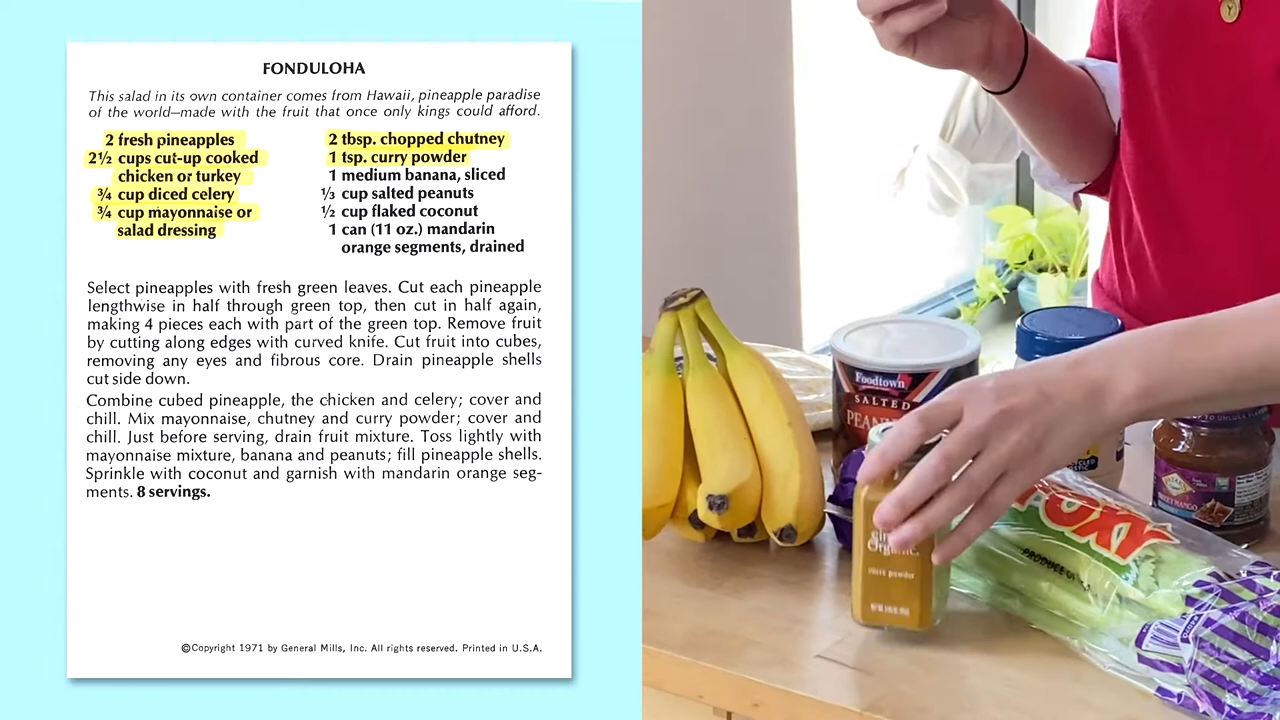 FONDULOHA
This salad in its own container comes from Hawaii, pineapple paradise
of the world—made with the fruit that once only kings could afford.
2 fresh pineapples
2½ cups cut-up cooked
chicken or turkey
¾ cup diced celery
¾ cup mayonnaise or
salad dressing
2 tbsp. chopped chutney
1 tsp. curry powder
1 medium banana, sliced
⅓ cup salted peanuts
½ cup flaked coconut
1 can (11 oz.) mandarin
orange segments, drained
Select pineapples with fresh green leaves. Cut each pineapple
lengthwise in half through green top, then cut in half again,
making 4 pieces each with part of the green top. Remove fruit
by cutting along edges with curved knife. Cut fruit into cubes,
removing any eyes and fibrous core. Drain pineapple shells
cut side down.
Combine cubed pineapple, the chicken and celery; cover and
chill. Mix mayonnaise, chutney and curry powder; cover and
chill. Just before serving, drain fruit mixture. Toss lightly with
mayonnaise mixture, banana and peanuts; fill pineapple shells.
Sprinkle with coconut and garnish with mandarin orange seg-
ments. 8 servings.
©Copyright 1971 by General Mills, Inc. All rights reserved. Printed in U.S.A.
Foodtown
SALTED
Organic
curry powder
FOXY
PRODUCE OF